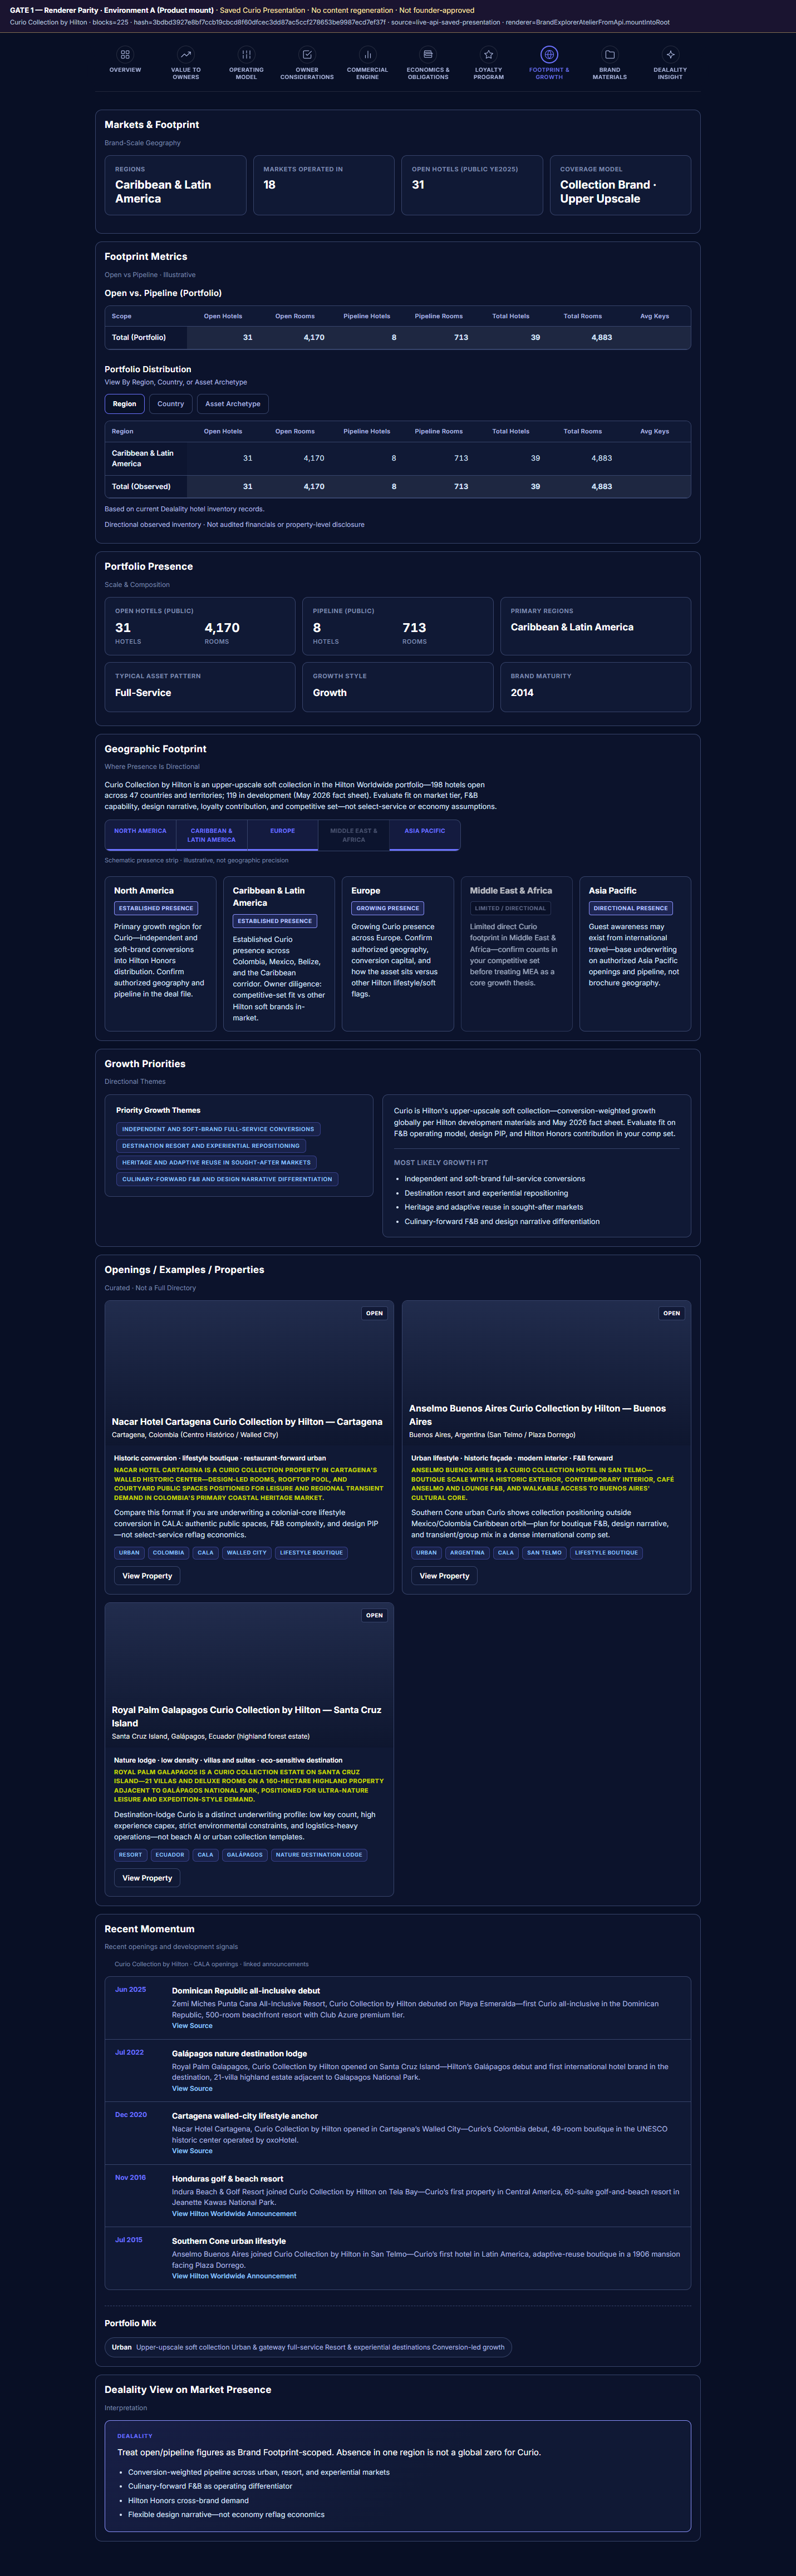 GATE 1 — Renderer Parity · Environment A (Product mount) · Saved Curio Presentation · No content regeneration · Not founder-approved
Curio Collection by Hilton · blocks=225 · hash=3bdbd3927e8bf7ccb19cbcd8f60dfcec3dd87ac5ccf278653be9987ecd7ef37f · source=live-api-saved-presentation · renderer=BrandExplorerAtelierFromApi.mountIntoRoot
OVERVIEW
VALUE TO OWNERS
OPERATING MODEL
OWNER CONSIDERATIONS
COMMERCIAL ENGINE
ECONOMICS & OBLIGATIONS
LOYALTY PROGRAM
FOOTPRINT & GROWTH
BRAND MATERIALS
DEALALITY INSIGHT
Markets & Footprint
Brand-Scale Geography
REGIONS
Caribbean & Latin
America
MARKETS OPERATED IN
18
OPEN HOTELS (PUBLIC YE2025)
31
COVERAGE MODEL
Collection Brand ·
Upper Upscale
Footprint Metrics
Open vs Pipeline · Illustrative
Open vs. Pipeline (Portfolio)
Scope Open Hotels Open Rooms Pipeline Hotels Pipeline Rooms Total Hotels Total Rooms Avg Keys
Total (Portfolio) 31 4,170 8 713 39 4,883
Portfolio Distribution
View By Region, Country, or Asset Archetype
Region Country Asset Archetype
Region Open Hotels Open Rooms Pipeline Hotels Pipeline Rooms Total Hotels Total Rooms Avg Keys
Caribbean & Latin
America 31 4,170 8 713 39 4,883
Total (Observed) 31 4,170 8 713 39 4,883
Based on current Dealality hotel inventory records.
Directional observed inventory · Not audited financials or property-level disclosure
Portfolio Presence
Scale & Composition
OPEN HOTELS (PUBLIC)
31 4,170
HOTELS ROOMS
PIPELINE (PUBLIC)
8 713
HOTELS ROOMS
PRIMARY REGIONS
Caribbean & Latin America
TYPICAL ASSET PATTERN
Full-Service
GROWTH STYLE
Growth
BRAND MATURITY
2014
Geographic Footprint
Where Presence Is Directional
Curio Collection by Hilton is an upper-upscale soft collection in the Hilton Worldwide portfolio—198 hotels open
across 47 countries and territories; 119 in development (May 2026 fact sheet). Evaluate fit on market tier, F&B
capability, design narrative, loyalty contribution, and competitive set—not select-service or economy assumptions.
NORTH AMERICA
CARIBBEAN &
LATIN AMERICA
EUROPE
MIDDLE EAST &
AFRICA
ASIA PACIFIC
Schematic presence strip · illustrative, not geographic precision
North America
ESTABLISHED PRESENCE
Primary growth region for
Curio—independent and
soft-brand conversions
into Hilton Honors
distribution. Confirm
authorized geography and
pipeline in the deal file.
Caribbean & Latin
America
ESTABLISHED PRESENCE
Established Curio
presence across
Colombia, Mexico, Belize,
and the Caribbean
corridor. Owner diligence:
competitive-set fit vs other
Hilton soft brands in-
market.
Europe
GROWING PRESENCE
Growing Curio presence
across Europe. Confirm
authorized geography,
conversion capital, and
how the asset sits versus
other Hilton lifestyle/soft
flags.
Middle East & Africa
LIMITED / DIRECTIONAL
Limited direct Curio
footprint in Middle East &
Africa—confirm counts in
your competitive set
before treating MEA as a
core growth thesis.
Asia Pacific
DIRECTIONAL PRESENCE
Guest awareness may
exist from international
travel—base underwriting
on authorized Asia Pacific
openings and pipeline, not
brochure geography.
Growth Priorities
Directional Themes
Priority Growth Themes
INDEPENDENT AND SOFT-BRAND FULL-SERVICE CONVERSIONS
DESTINATION RESORT AND EXPERIENTIAL REPOSITIONING
HERITAGE AND ADAPTIVE REUSE IN SOUGHT-AFTER MARKETS
CULINARY-FORWARD F&B AND DESIGN NARRATIVE DIFFERENTIATION
Curio is Hilton's upper-upscale soft collection—conversion-weighted growth
globally per Hilton development materials and May 2026 fact sheet. Evaluate fit on
F&B operating model, design PIP, and Hilton Honors contribution in your comp set.
MOST LIKELY GROWTH FIT
• Independent and soft-brand full-service conversions
• Destination resort and experiential repositioning
• Heritage and adaptive reuse in sought-after markets
• Culinary-forward F&B and design narrative differentiation
Openings / Examples / Properties
Curated · Not a Full Directory
OPEN
Nacar Hotel Cartagena Curio Collection by Hilton — Cartagena
Cartagena, Colombia (Centro Histórico / Walled City)
Historic conversion · lifestyle boutique · restaurant-forward urban
NACAR HOTEL CARTAGENA IS A CURIO COLLECTION PROPERTY IN CARTAGENA'S
WALLED HISTORIC CENTER—DESIGN-LED ROOMS, ROOFTOP POOL, AND
COURTYARD PUBLIC SPACES POSITIONED FOR LEISURE AND REGIONAL TRANSIENT
DEMAND IN COLOMBIA'S PRIMARY COASTAL HERITAGE MARKET.
Compare this format if you are underwriting a colonial-core lifestyle
conversion in CALA: authentic public spaces, F&B complexity, and design PIP
—not select-service reflag economics.
URBAN COLOMBIA CALA WALLED CITY LIFESTYLE BOUTIQUE
View Property
OPEN
Anselmo Buenos Aires Curio Collection by Hilton — Buenos
Aires
Buenos Aires, Argentina (San Telmo / Plaza Dorrego)
Urban lifestyle · historic façade · modern interior · F&B forward
ANSELMO BUENOS AIRES IS A CURIO COLLECTION HOTEL IN SAN TELMO—
BOUTIQUE SCALE WITH A HISTORIC EXTERIOR, CONTEMPORARY INTERIOR, CAFÉ
ANSELMO AND LOUNGE F&B, AND WALKABLE ACCESS TO BUENOS AIRES'
CULTURAL CORE.
Southern Cone urban Curio shows collection positioning outside
Mexico/Colombia Caribbean orbit—plan for boutique F&B, design narrative,
and transient/group mix in a dense international comp set.
URBAN ARGENTINA CALA SAN TELMO LIFESTYLE BOUTIQUE
View Property
OPEN
Royal Palm Galapagos Curio Collection by Hilton — Santa Cruz
Island
Santa Cruz Island, Galápagos, Ecuador (highland forest estate)
Nature lodge · low density · villas and suites · eco-sensitive destination
ROYAL PALM GALAPAGOS IS A CURIO COLLECTION ESTATE ON SANTA CRUZ
ISLAND—21 VILLAS AND DELUXE ROOMS ON A 160-HECTARE HIGHLAND PROPERTY
ADJACENT TO GALÁPAGOS NATIONAL PARK, POSITIONED FOR ULTRA-NATURE
LEISURE AND EXPEDITION-STYLE DEMAND.
Destination-lodge Curio is a distinct underwriting profile: low key count, high
experience capex, strict environmental constraints, and logistics-heavy
operations—not beach AI or urban collection templates.
RESORT ECUADOR CALA GALÁPAGOS NATURE DESTINATION LODGE
View Property
Recent Momentum
Recent openings and development signals
Curio Collection by Hilton · CALA openings · linked announcements
Jun 2025
Dominican Republic all-inclusive debut
Zemi Miches Punta Cana All-Inclusive Resort, Curio Collection by Hilton debuted on Playa Esmeralda—first Curio all-inclusive in the Dominican
Republic, 500-room beachfront resort with Club Azure premium tier.
View Source
Jul 2022
Galápagos nature destination lodge
Royal Palm Galapagos, Curio Collection by Hilton opened on Santa Cruz Island—Hilton's Galápagos debut and first international hotel brand in the
destination, 21-villa highland estate adjacent to Galapagos National Park.
View Source
Dec 2020
Cartagena walled-city lifestyle anchor
Nacar Hotel Cartagena, Curio Collection by Hilton opened in Cartagena's Walled City—Curio's Colombia debut, 49-room boutique in the UNESCO
historic center operated by oxoHotel.
View Source
Nov 2016
Honduras golf & beach resort
Indura Beach & Golf Resort joined Curio Collection by Hilton on Tela Bay—Curio's first property in Central America, 60-suite golf-and-beach resort in
Jeanette Kawas National Park.
View Hilton Worldwide Announcement
Jul 2015
Southern Cone urban lifestyle
Anselmo Buenos Aires joined Curio Collection by Hilton in San Telmo—Curio's first hotel in Latin America, adaptive-reuse boutique in a 1906 mansion
facing Plaza Dorrego.
View Hilton Worldwide Announcement
Portfolio Mix
Urban Upper-upscale soft collection Urban & gateway full-service Resort & experiential destinations Conversion-led growth
Dealality View on Market Presence
Interpretation
DEALALITY
Treat open/pipeline figures as Brand Footprint-scoped. Absence in one region is not a global zero for Curio.
• Conversion-weighted pipeline across urban, resort, and experiential markets
• Culinary-forward F&B as operating differentiator
• Hilton Honors cross-brand demand
• Flexible design narrative—not economy reflag economics